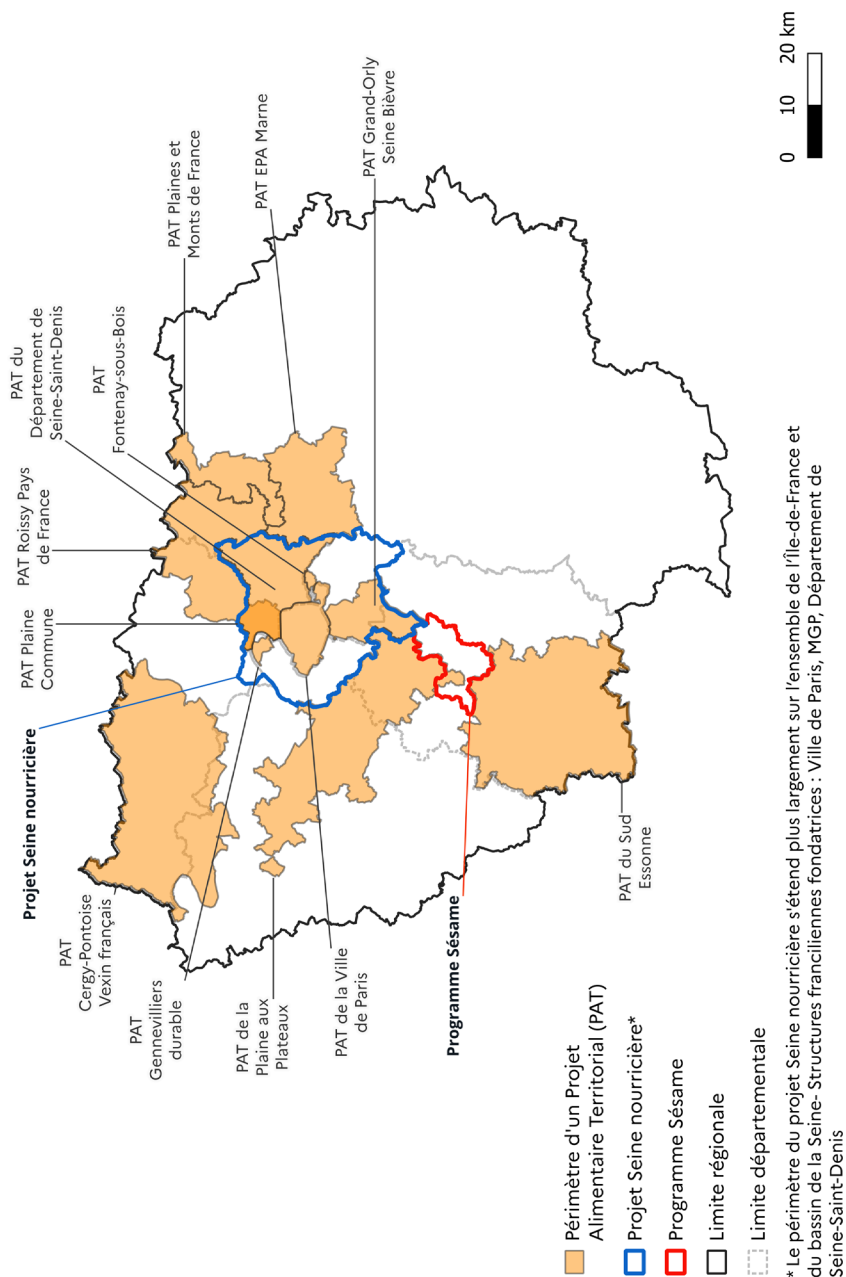 PAT du
Département de
Seine-Saint-Denis
PAT Plaines et
Monts de France
PAT Roissy Pays
de France
PAT
Fontenay-sous-Bois
PAT EPA Marne
PAT Plaine
Commune
PAT Grand-Orly
Seine Bièvre
Projet Seine nourricière
PAT
Cergy-Pontoise
Vexin français
PAT
Gennevilliers
durable
PAT de la
Plaine aux
Plateaux
PAT de la Ville
de Paris
Programme Sésame
PAT du Sud
Essonne
Périmètre d'un Projet
Alimentaire Territorial (PAT)
Projet Seine nourricière*
Programme Sésame
Limite régionale
Limite départementale
0 10 20 km
* Le périmètre du projet Seine nourricière s'étend plus largement sur l'ensemble de l'Île-de-France et
du bassin de la Seine- Structures franciliennes fondatrices : Ville de Paris, MGP, Département de
Seine-Saint-Denis